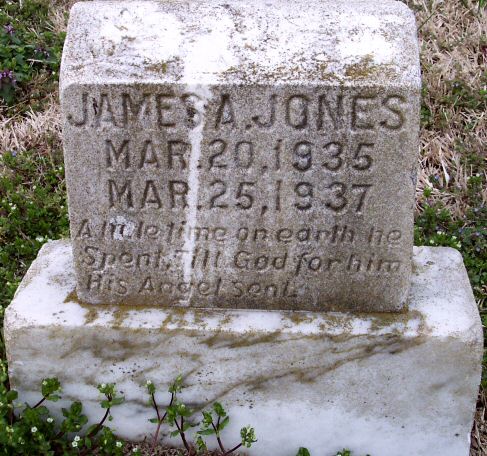 JAMES A. JONES
MAR. 20, 1935
MAR. 25, 1937
A little time on earth he
Spent, Till God for him
His Angel sent.